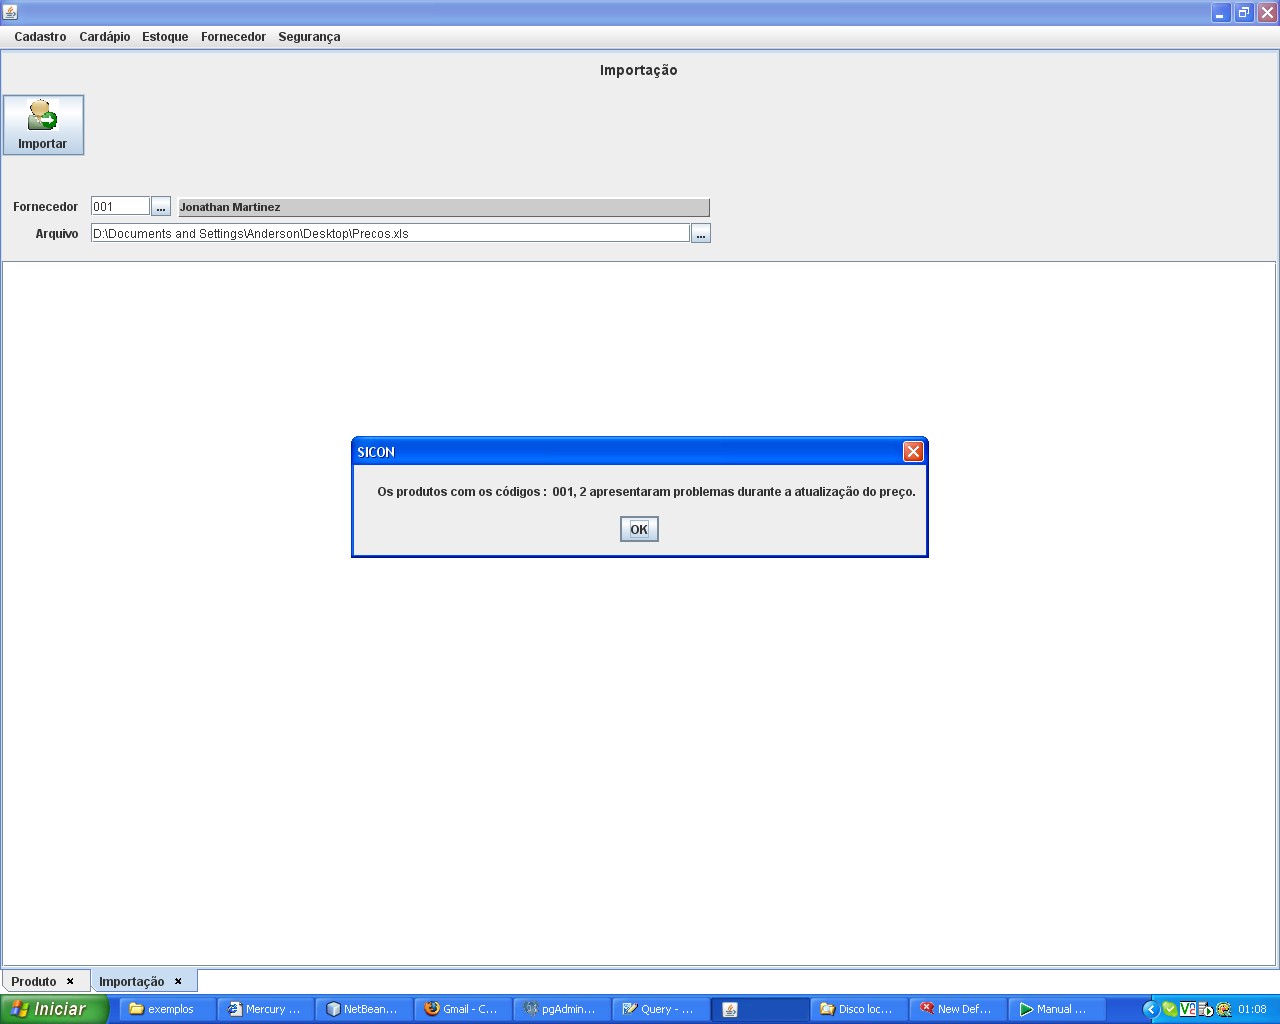 Cadastro Cardápio Estoque Fornecedor Segurança
Importação
Importar
Fornecedor 001 ... Jonathan Martinez
Arquivo D:\Documents and Settings\Anderson\Desktop\Precos.xls ...
SICON
Os produtos com os códigos : 001, 2 apresentaram problemas durante a atualização do preço.
OK
Produto × Importação ×
Iniciar exemplos Mercury ... NetBean... Gmail - C... pgAdmin... Query - ... Disco loc... New Def... Manual ... 01:08